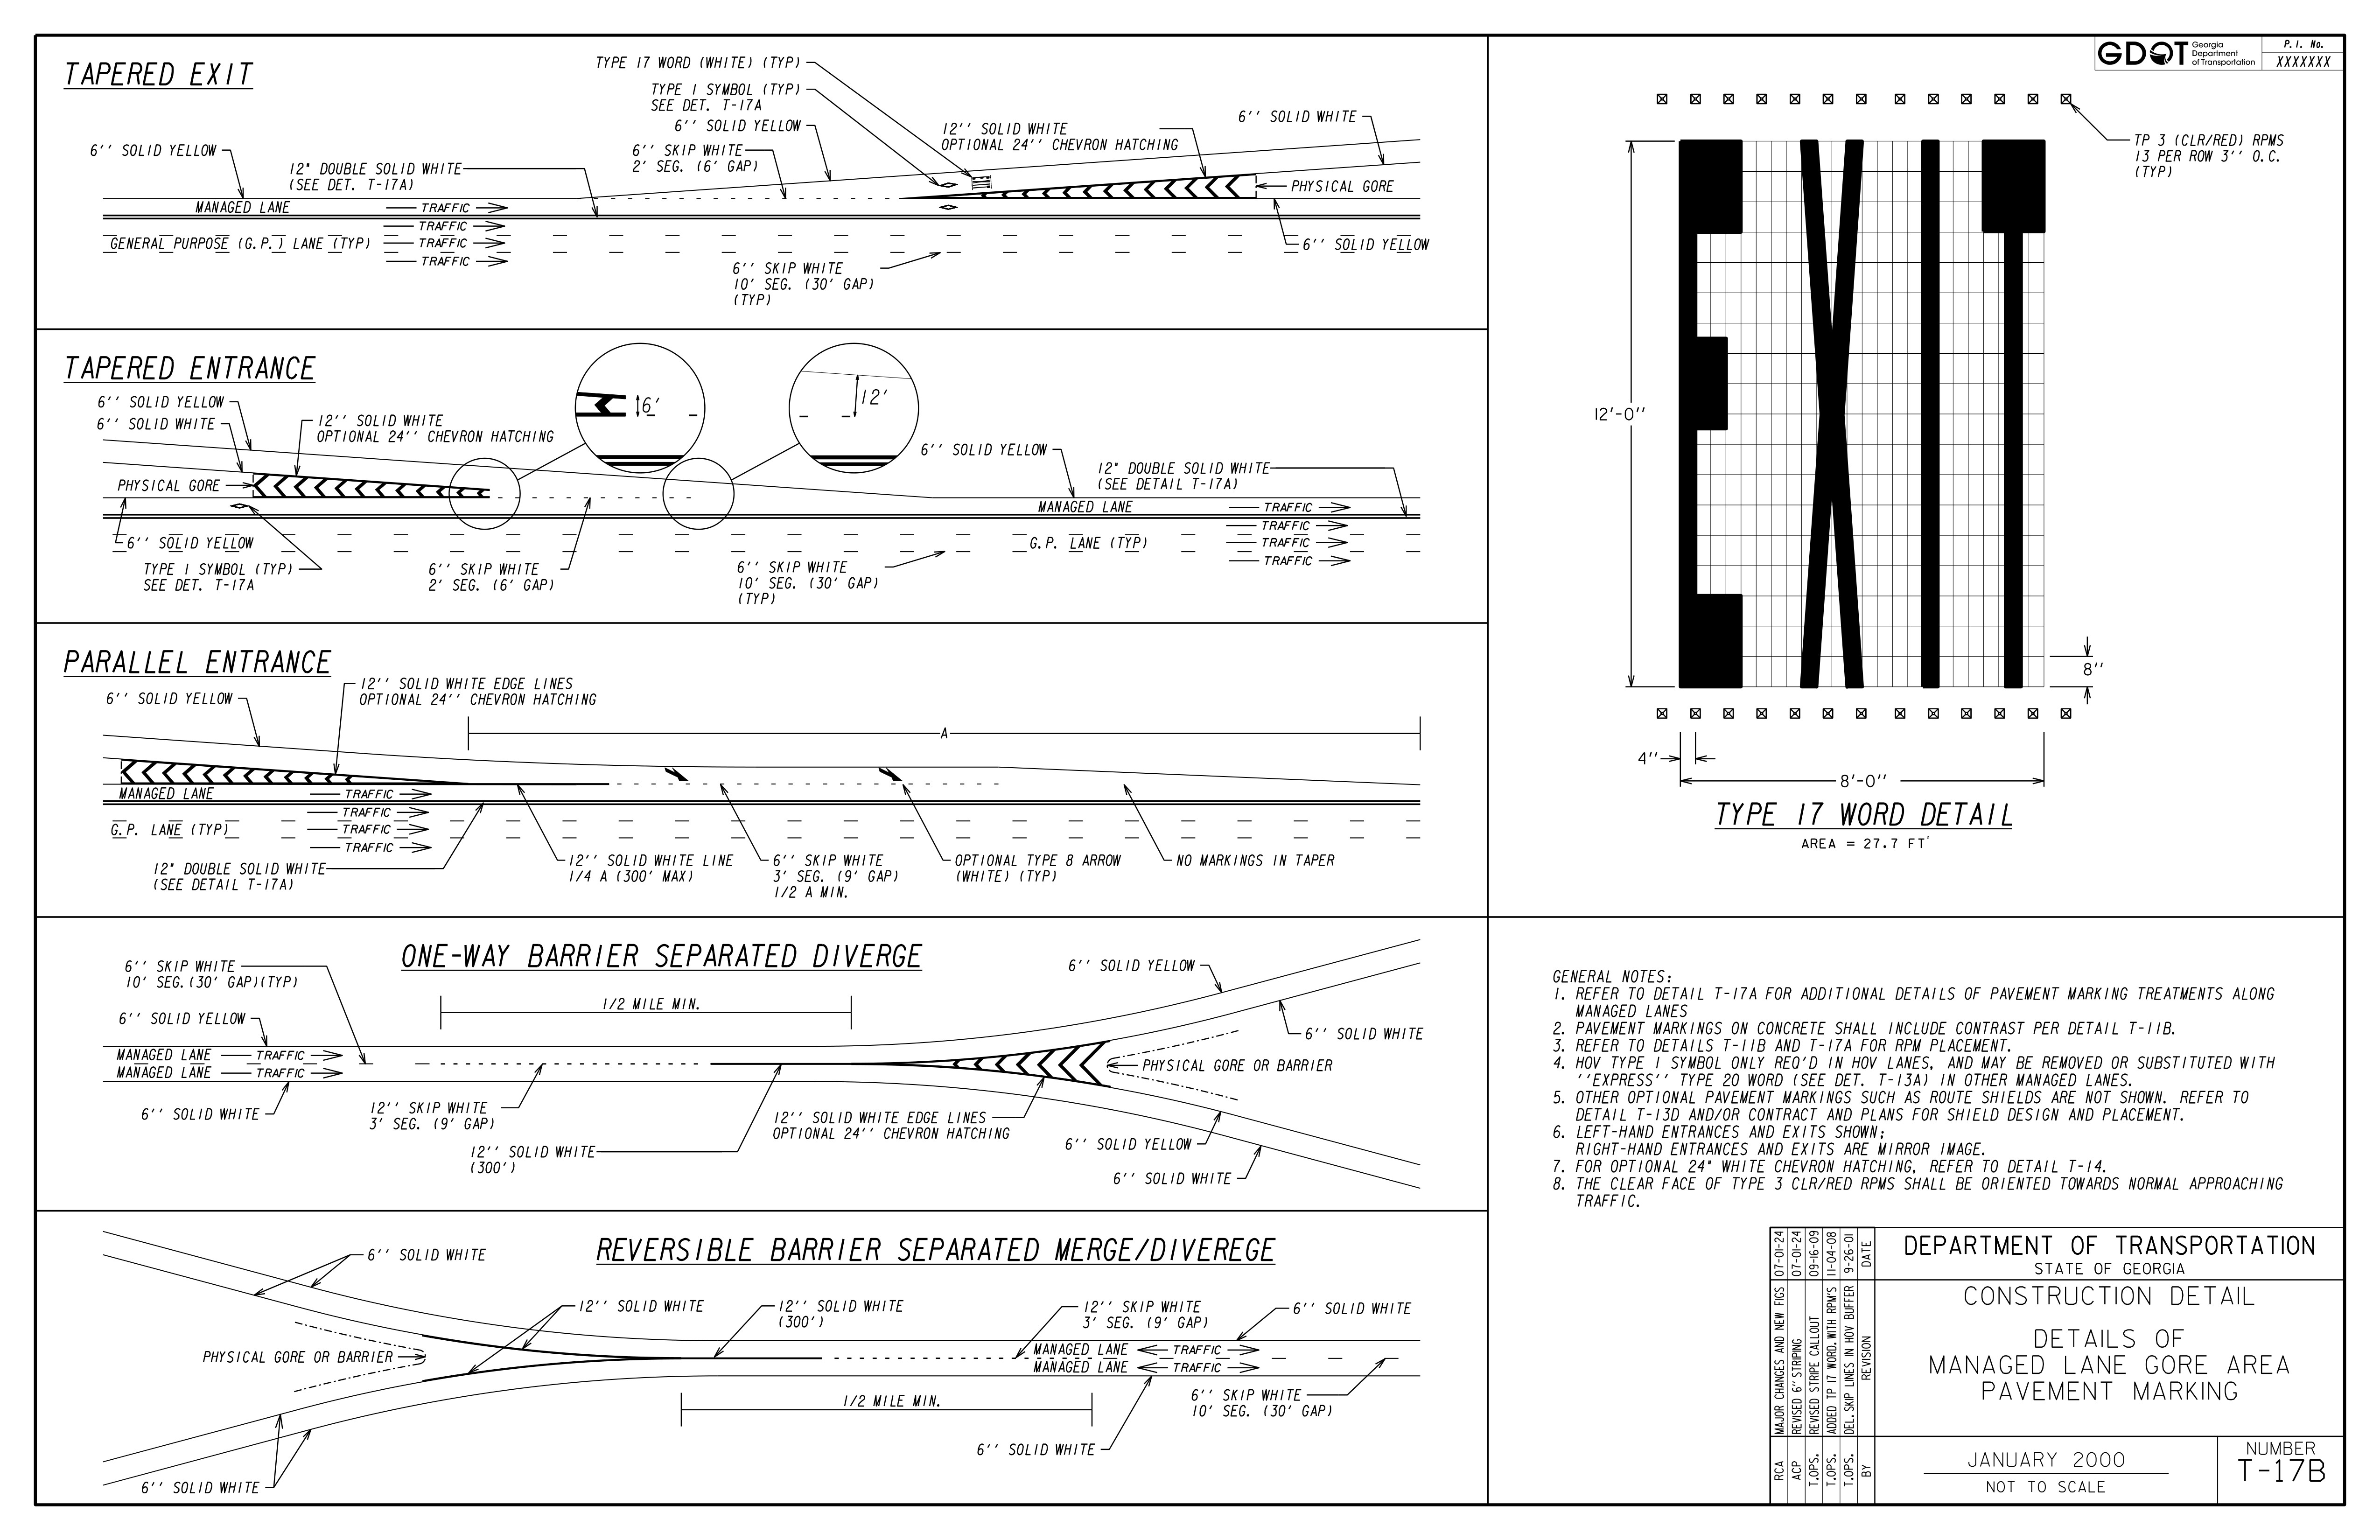 TAPERED EXIT
TYPE 17 WORD (WHITE) (TYP)
TYPE 1 SYMBOL (TYP)
SEE DET. T-17A
6'' SOLID YELLOW
12'' SOLID WHITE
OPTIONAL 24'' CHEVRON HATCHING
6'' SOLID WHITE
6'' SOLID YELLOW
12" DOUBLE SOLID WHITE
(SEE DET. T-17A)
6'' SKIP WHITE
2' SEG. (6' GAP)
PHYSICAL GORE
MANAGED LANE
TRAFFIC
TRAFFIC
GENERAL PURPOSE (G.P.) LANE (TYP)
TRAFFIC
TRAFFIC
6'' SOLID YELLOW
6'' SKIP WHITE
10' SEG. (30' GAP)
(TYP)
TAPERED ENTRANCE
6'' SOLID YELLOW
6'' SOLID WHITE
12'' SOLID WHITE
OPTIONAL 24'' CHEVRON HATCHING
6'
12'
6'' SOLID YELLOW
12" DOUBLE SOLID WHITE
(SEE DETAIL T-17A)
PHYSICAL GORE
MANAGED LANE
TRAFFIC
TRAFFIC
6'' SOLID YELLOW
G.P. LANE (TYP)
TRAFFIC
TRAFFIC
TYPE 1 SYMBOL (TYP)
SEE DET. T-17A
6'' SKIP WHITE
2' SEG. (6' GAP)
6'' SKIP WHITE
10' SEG. (30' GAP)
(TYP)
PARALLEL ENTRANCE
6'' SOLID YELLOW
12'' SOLID WHITE EDGE LINES
OPTIONAL 24'' CHEVRON HATCHING
A
MANAGED LANE
TRAFFIC
TRAFFIC
G.P. LANE (TYP)
TRAFFIC
TRAFFIC
12" DOUBLE SOLID WHITE
(SEE DETAIL T-17A)
12'' SOLID WHITE LINE
1/4 A (300' MAX)
6'' SKIP WHITE
3' SEG. (9' GAP)
1/2 A MIN.
OPTIONAL TYPE 8 ARROW
(WHITE) (TYP)
NO MARKINGS IN TAPER
ONE-WAY BARRIER SEPARATED DIVERGE
6'' SKIP WHITE
10' SEG.(30' GAP)(TYP)
6'' SOLID YELLOW
1/2 MILE MIN.
6'' SOLID YELLOW
6'' SOLID WHITE
MANAGED LANE
TRAFFIC
MANAGED LANE
TRAFFIC
PHYSICAL GORE OR BARRIER
6'' SOLID WHITE
12'' SKIP WHITE
3' SEG. (9' GAP)
12'' SOLID WHITE
(300')
12'' SOLID WHITE EDGE LINES
OPTIONAL 24'' CHEVRON HATCHING
6'' SOLID YELLOW
6'' SOLID WHITE
REVERSIBLE BARRIER SEPARATED MERGE/DIVEREGE
6'' SOLID WHITE
12'' SOLID WHITE
12'' SOLID WHITE
(300')
12'' SKIP WHITE
3' SEG. (9' GAP)
6'' SOLID WHITE
PHYSICAL GORE OR BARRIER
MANAGED LANE
TRAFFIC
MANAGED LANE
TRAFFIC
1/2 MILE MIN.
6'' SKIP WHITE
10' SEG. (30' GAP)
6'' SOLID WHITE
6'' SOLID WHITE
GDOT
Georgia
Department
of Transportation
P.I. No.
XXXXXXX
TP 3 (CLR/RED) RPMS
13 PER ROW 3'' O.C.
(TYP)
EXIT
12'-0''
8''
4''
8'-0''
TYPE 17 WORD DETAIL
AREA = 27.7 FT²
GENERAL NOTES:
1. REFER TO DETAIL T-17A FOR ADDITIONAL DETAILS OF PAVEMENT MARKING TREATMENTS ALONG
MANAGED LANES
2. PAVEMENT MARKINGS ON CONCRETE SHALL INCLUDE CONTRAST PER DETAIL T-11B.
3. REFER TO DETAILS T-11B AND T-17A FOR RPM PLACEMENT.
4. HOV TYPE 1 SYMBOL ONLY REQ'D IN HOV LANES, AND MAY BE REMOVED OR SUBSTITUTED WITH
''EXPRESS'' TYPE 20 WORD (SEE DET. T-13A) IN OTHER MANAGED LANES.
5. OTHER OPTIONAL PAVEMENT MARKINGS SUCH AS ROUTE SHIELDS ARE NOT SHOWN. REFER TO
DETAIL T-13D AND/OR CONTRACT AND PLANS FOR SHIELD DESIGN AND PLACEMENT.
6. LEFT-HAND ENTRANCES AND EXITS SHOWN;
RIGHT-HAND ENTRANCES AND EXITS ARE MIRROR IMAGE.
7. FOR OPTIONAL 24" WHITE CHEVRON HATCHING, REFER TO DETAIL T-14.
8. THE CLEAR FACE OF TYPE 3 CLR/RED RPMS SHALL BE ORIENTED TOWARDS NORMAL APPROACHING
TRAFFIC.
RCA MAJOR CHANGES AND NEW FIGS 07-01-24
ACP REVISED 6" STRIPING 07-01-24
T.OPS. REVISED STRIPE CALLOUT 09-16-09
T.OPS. ADDED TP 17 WORD, WITH RPM'S 11-04-08
T.OPS. DEL. SKIP LINES IN HOV BUFFER 9-26-01
BY REVISION DATE
DEPARTMENT OF TRANSPORTATION
STATE OF GEORGIA
CONSTRUCTION DETAIL
DETAILS OF
MANAGED LANE GORE AREA
PAVEMENT MARKING
JANUARY 2000
NOT TO SCALE
NUMBER
T-17B